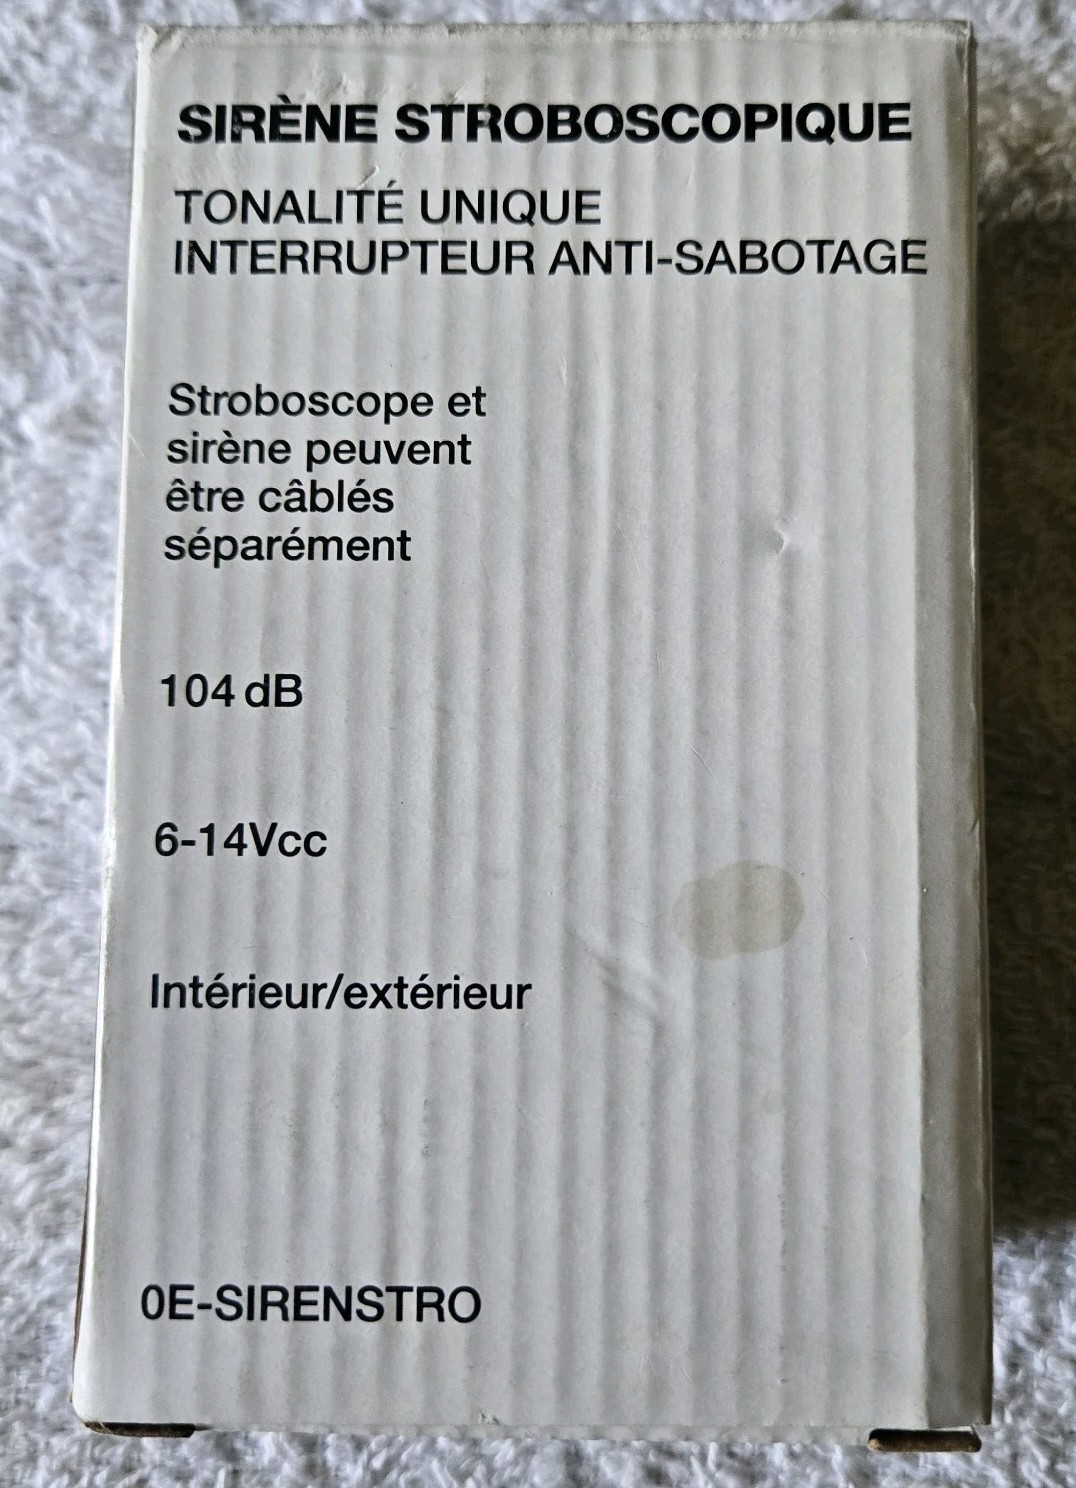 SIRÈNE STROBOSCOPIQUE
TONALITÉ UNIQUE
INTERRUPTEUR ANTI-SABOTAGE
Stroboscope et
sirène peuvent
être câblés
séparément
104 dB
6-14Vcc
Intérieur/extérieur
0E-SIRENSTRO